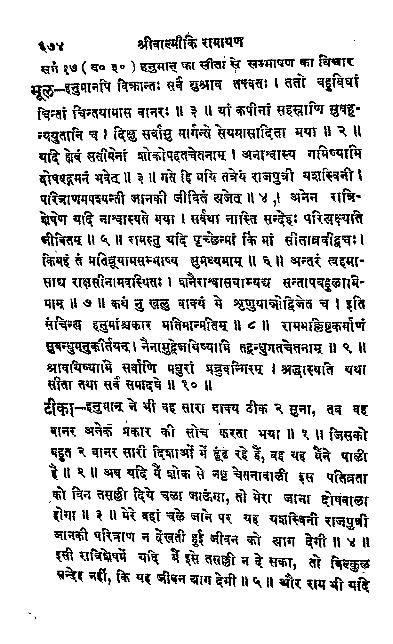 ६७४ श्रीवाल्मीकि रामायण
सर्ग १७ (व० ३०) हनुमान् का सीता से सम्भाषण का विचार
मूल—हनुमानपि विक्रान्तः सर्वं शुश्राव तत्त्वतः । ततो बहुविधां
चिन्तां चिन्तयामास वानरः ॥ १ ॥ यां कपीनां सहस्राणि सुबहू-
न्ययुतानि च । दिक्षु सर्वासु मार्गन्ते सेयमासादिता मया ॥ २ ॥
यदि ह्येवं सतीमेनां शोकोपहतचेतनाम् । अनाश्वास्य गमिष्यामि
दोषवद्गमनं भवेत् ॥ ३ ॥ गते हि मयि तत्रेयं राजपुत्री यशस्विनी ।
परित्राणमपश्यन्ती जानकी जीवितं त्यजेत् ॥ ४ ॥ अनेन रात्रि-
शेषेण यदि नाश्वास्यते मया । सर्वथा नास्ति सन्देहः परित्यक्ष्यति
जीवितम् ॥ ५ ॥ रामस्तु यदि पृच्छेन्मां किं मां सीताब्रवीद्वचः ।
किमहं तं प्रतिब्रूयामसम्भाष्य सुमध्यमाम् ॥ ६ ॥ अन्तरं त्वहमा-
साद्य राक्षसीनामवस्थितः । शनैराश्वासयाम्यद्य सन्तापबहुलामि-
माम् ॥ ७ ॥ कथं नु खलु वाक्यं मे शृणुयान्नोद्विजेत च । इति
संचिन्त्य हनुमांश्चकार मतिमान्मतिम् ॥ ८ ॥ राममक्लिष्टकर्माणं
सुबन्धुमनुकीर्तयन् । नैनामुद्वेजयिष्यामि तद्बन्धुगतचेतनाम् ॥ ९ ॥
श्रावयिष्यामि सर्वाणि मधुरां प्रब्रुवन्गिरम् । श्रद्धास्यति यथा
सीता तथा सर्वं समादधे ॥ १० ॥
टीका—हनुमान् ने भी वह सारा वाक्य ठीक २ सुना, तब वह
वानर अनेक प्रकार की सोच करता भया ॥ १ ॥ जिसको
बहुत २ वानर सारी दिशाओं में ढूंढ रहे हैं, वह यह मैंने पाली
है ॥ २ ॥ अब यदि मैं शोक से नष्ट चेतनावाली इस पतिव्रता
को बिन तसल्ली दिये चला जाऊंगा, तो मेरा जाना दोषवाला
होगा ॥ ३ ॥ मेरे वहां चले जाने पर यह यशस्विनी राजपुत्री
जानकी परित्राण न देखती हुई जीवन को त्याग देगी ॥ ४ ॥
इसी रात्रिशेषमें यदि मैं इसे तसल्ली न दे सका, तो बिल्कुल
सन्देह नहीं, कि यह जीवन त्याग देगी ॥ ५ ॥ और राम भी यदि